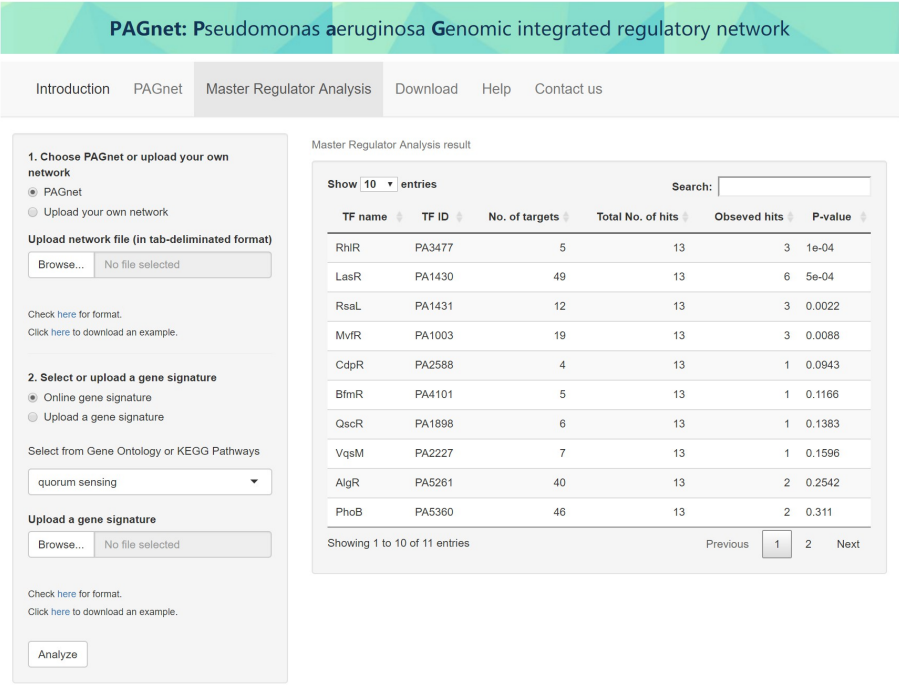 PAGnet: Pseudomonas aeruginosa Genomic integrated regulatory network
Introduction PAGnet Master Regulator Analysis Download Help Contact us
1. Choose PAGnet or upload your own
network
PAGnet
Upload your own network
Upload network file (in tab-deliminated format)
Browse... No file selected
Check here for format.
Click here to download an example.
2. Select or upload a gene signature
Online gene signature
Upload a gene signature
Select from Gene Ontology or KEGG Pathways
quorum sensing
Upload a gene signature
Browse... No file selected
Check here for format.
Click here to download an example.
Analyze
Master Regulator Analysis result
Show 10 entries Search:
TF name TF ID No. of targets Total No. of hits Obseved hits P-value
RhlR PA3477 5 13 3 1e-04
LasR PA1430 49 13 6 5e-04
RsaL PA1431 12 13 3 0.0022
MvfR PA1003 19 13 3 0.0088
CdpR PA2588 4 13 1 0.0943
BfmR PA4101 5 13 1 0.1166
QscR PA1898 6 13 1 0.1383
VqsM PA2227 7 13 1 0.1596
AlgR PA5261 40 13 2 0.2542
PhoB PA5360 46 13 2 0.311
Showing 1 to 10 of 11 entries Previous 1 2 Next